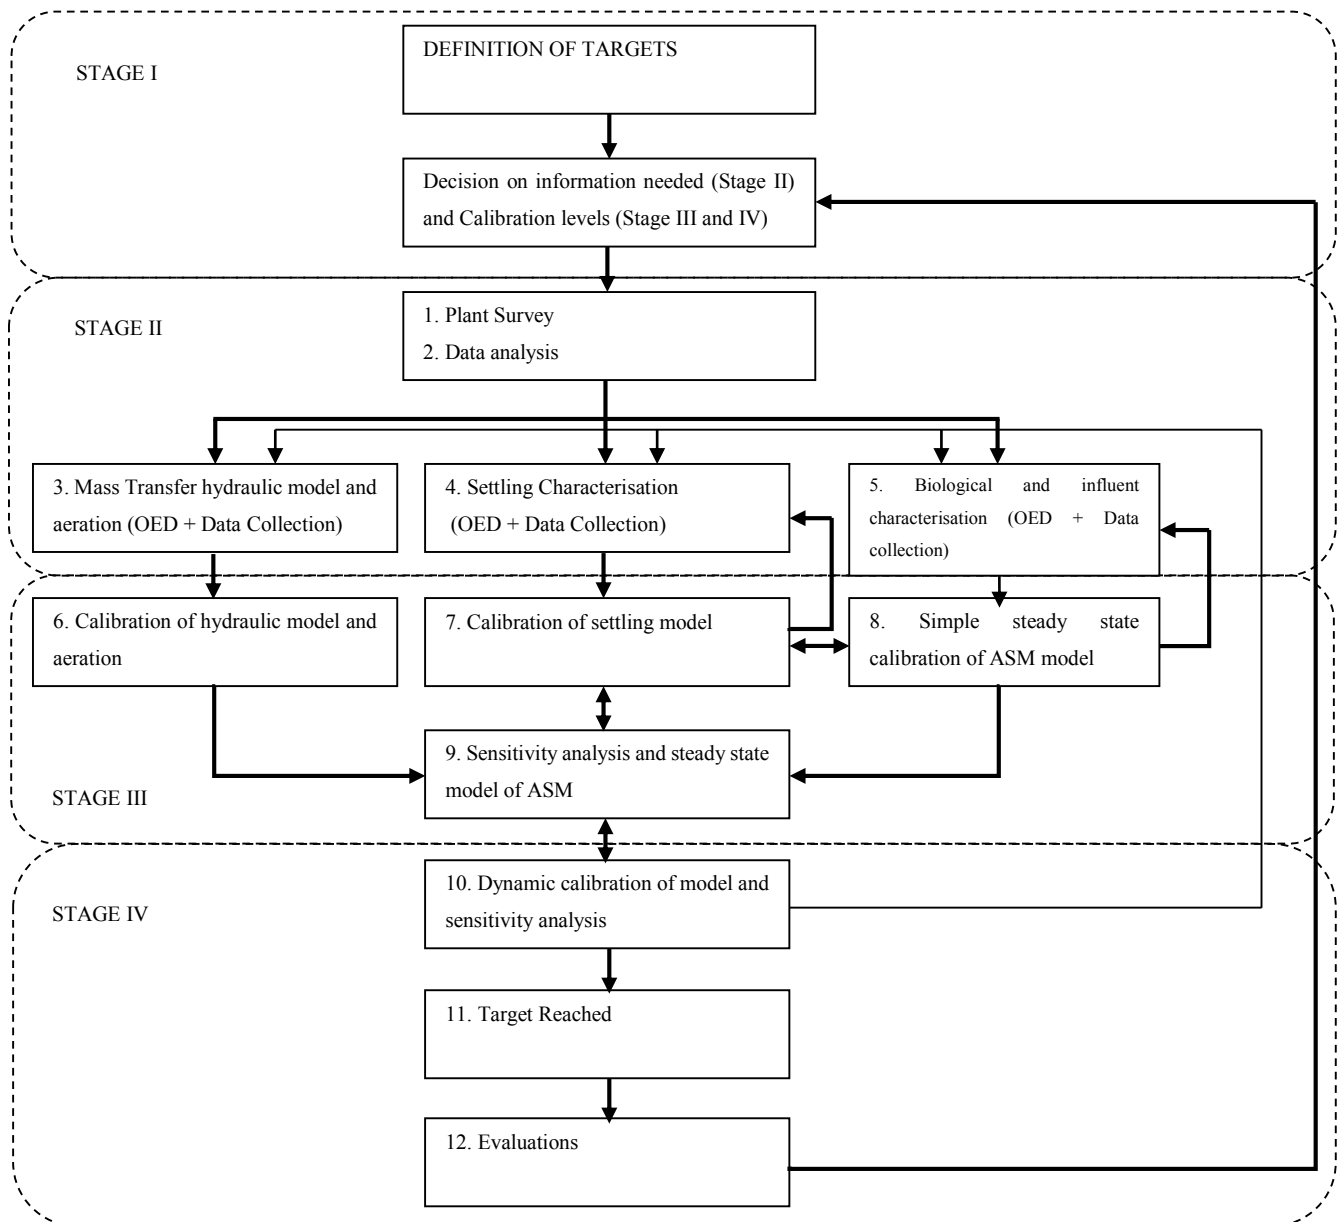 STAGE I
DEFINITION OF TARGETS
Decision on information needed (Stage II)
and Calibration levels (Stage III and IV)
STAGE II
1. Plant Survey
2. Data analysis
3. Mass Transfer hydraulic model and
aeration (OED + Data Collection)
4. Settling Characterisation
(OED + Data Collection)
5. Biological and influent
characterisation (OED + Data
collection)
6. Calibration of hydraulic model and
aeration
7. Calibration of settling model
8. Simple steady state
calibration of ASM model
9. Sensitivity analysis and steady state
model of ASM
STAGE III
10. Dynamic calibration of model and
sensitivity analysis
STAGE IV
11. Target Reached
12. Evaluations